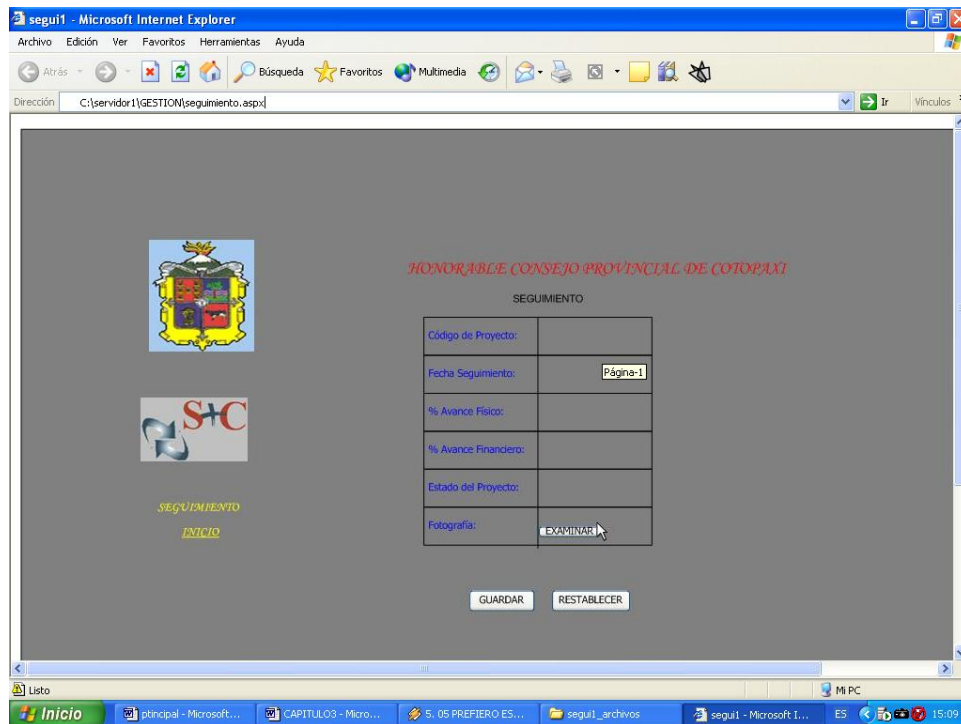 segui1 - Microsoft Internet Explorer
Archivo Edición Ver Favoritos Herramientas Ayuda
Atrás Búsqueda Favoritos Multimedia
Dirección C:\servidor1\GESTION\seguimiento.aspx Ir Vínculos
HONORABLE CONSEJO PROVINCIAL DE COTOPAXI
SEGUIMIENTO
Código de Proyecto:
Fecha Seguimiento: Página-1
% Avance Físico:
S+C
% Avance Financiero:
Estado del Proyecto:
SEGUIMIENTO
Fotografía: EXAMINAR
INICIO
GUARDAR RESTABLECER
Listo Mi PC
Inicio ptincipal - Microsoft... CAPITULO3 - Micro... 5. 05 PREFIERO ES... segui1_archivos segui1 - Microsoft I... ES 15:09